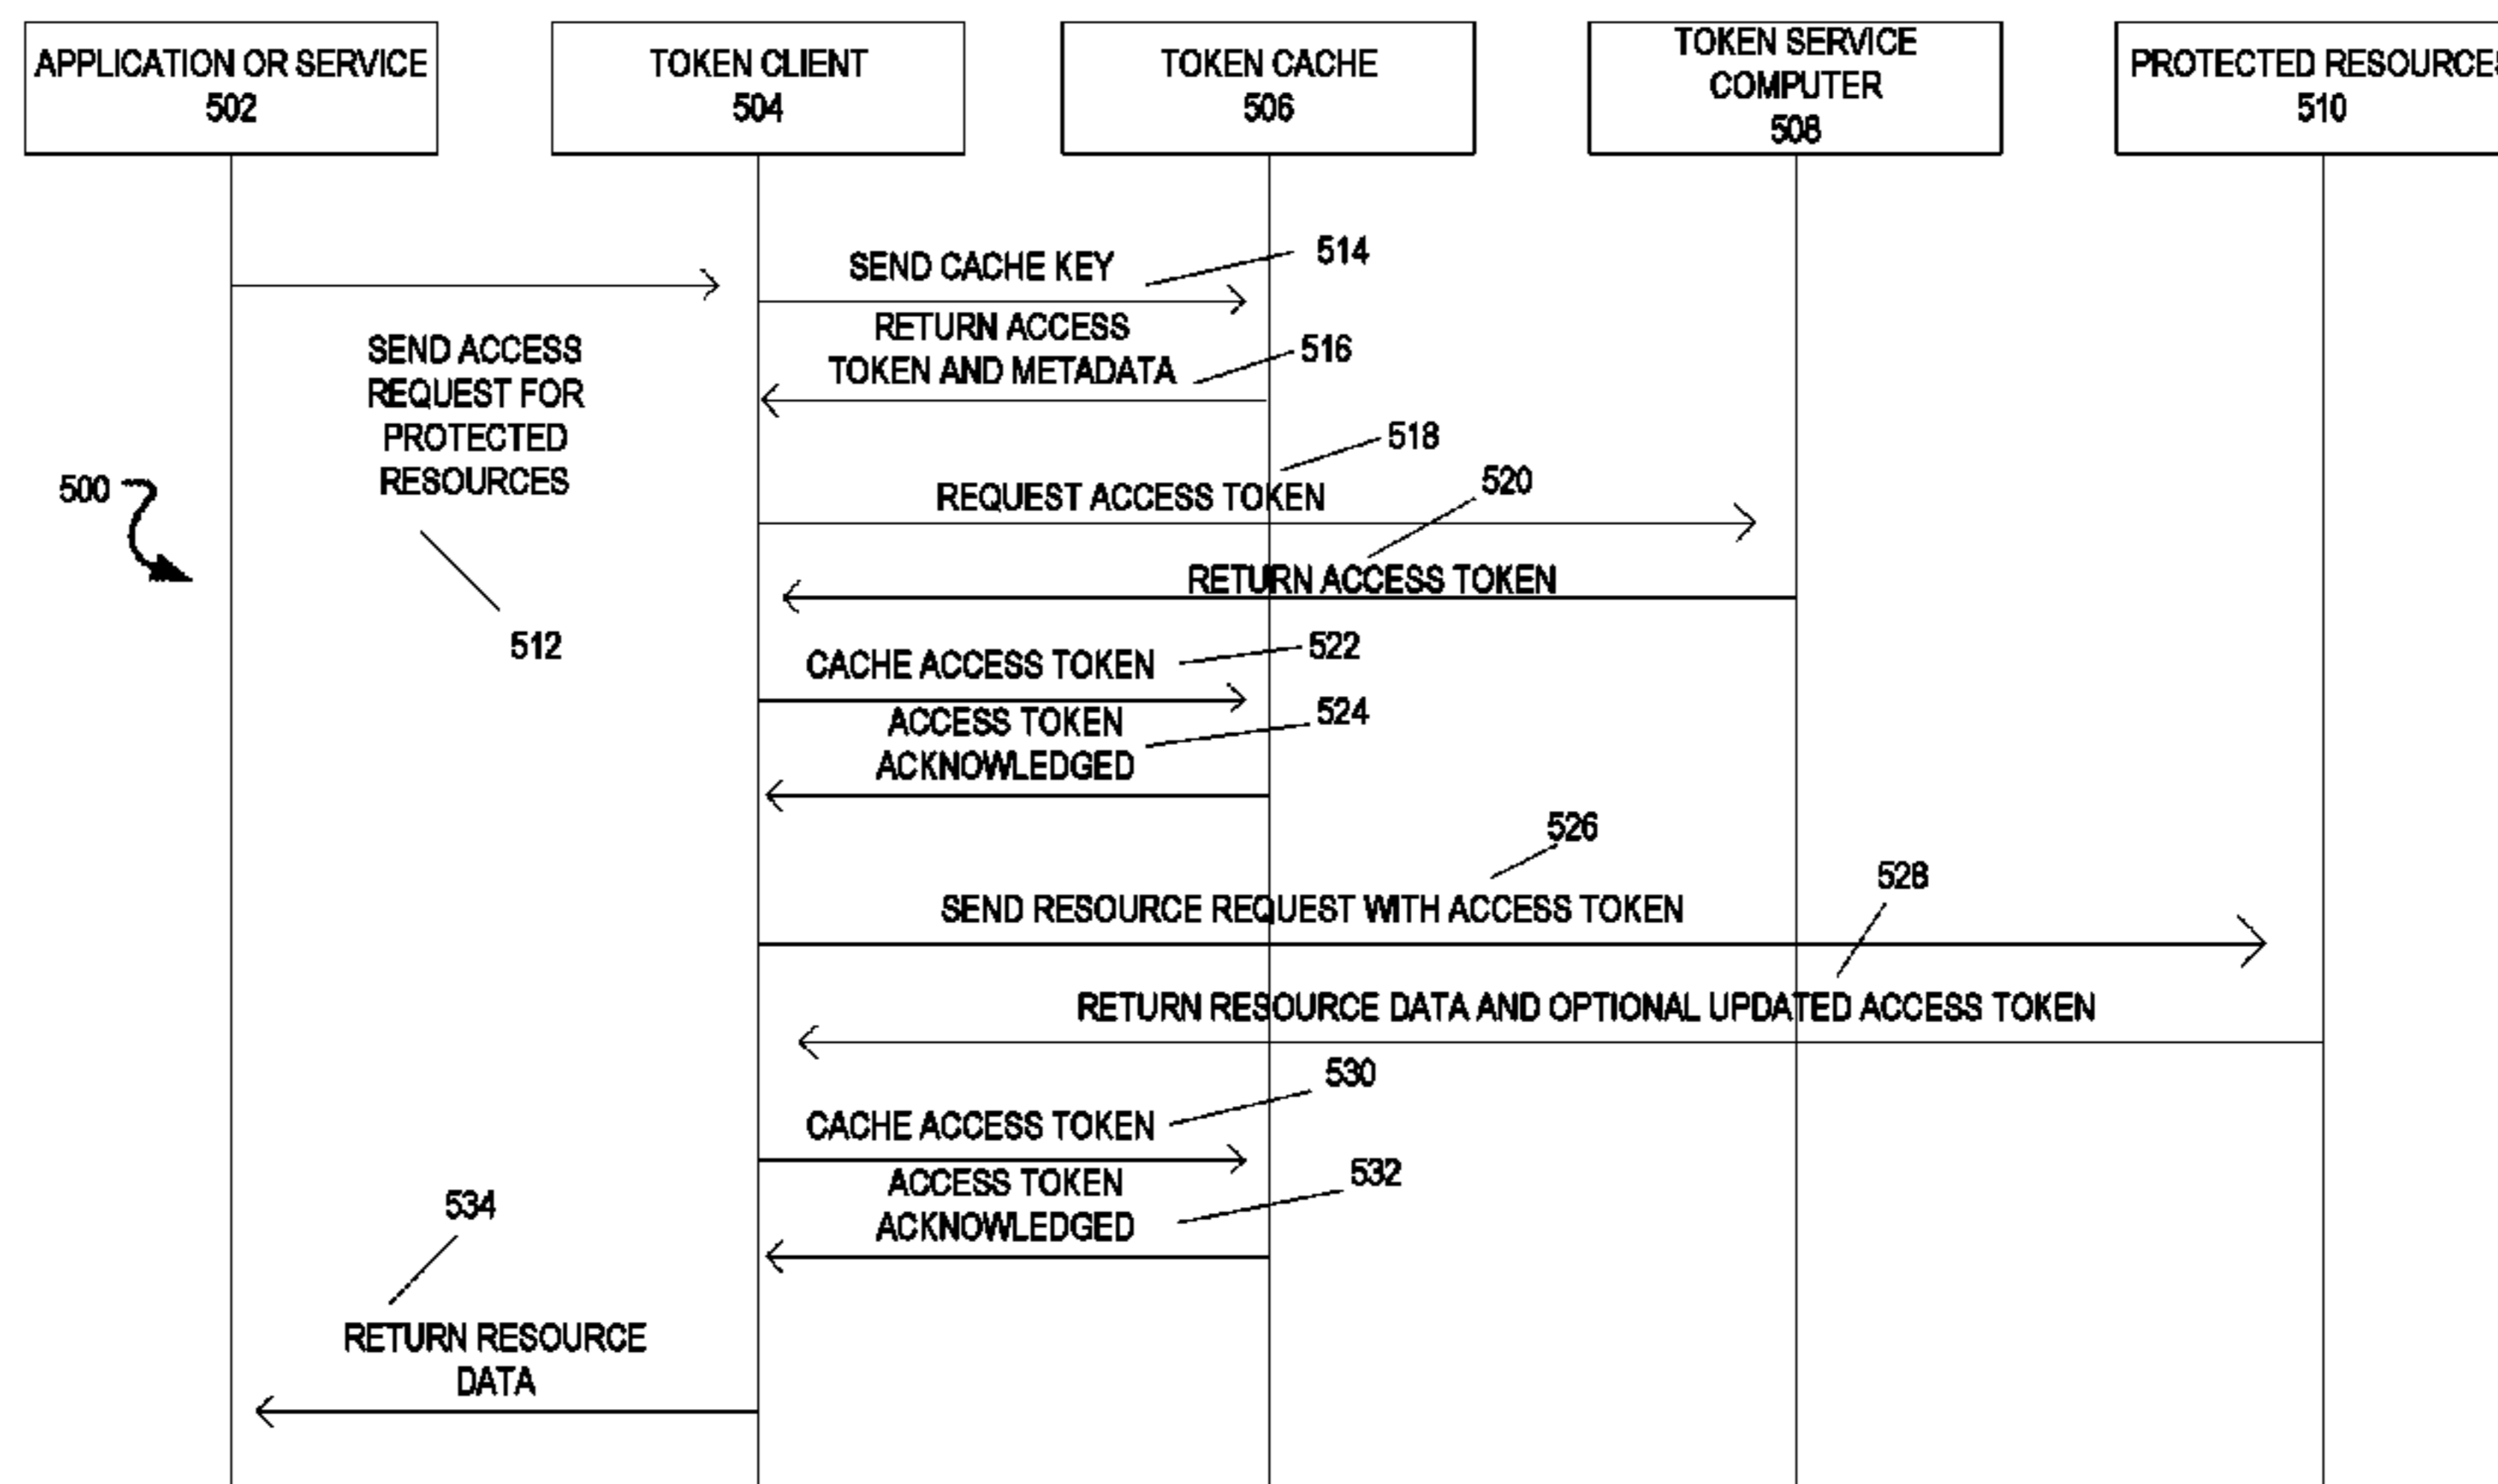 APPLICATION OR SERVICE
502
TOKEN CLIENT
504
TOKEN CACHE
506
TOKEN SERVICE
COMPUTER
508
PROTECTED RESOURCES
510
SEND CACHE KEY
514
RETURN ACCESS
TOKEN AND METADATA
516
SEND ACCESS
REQUEST FOR
PROTECTED
RESOURCES
512
500
518
REQUEST ACCESS TOKEN
520
RETURN ACCESS TOKEN
CACHE ACCESS TOKEN
522
ACCESS TOKEN
ACKNOWLEDGED
524
526
SEND RESOURCE REQUEST WITH ACCESS TOKEN
528
RETURN RESOURCE DATA AND OPTIONAL UPDATED ACCESS TOKEN
530
CACHE ACCESS TOKEN
ACCESS TOKEN
ACKNOWLEDGED
532
534
RETURN RESOURCE
DATA